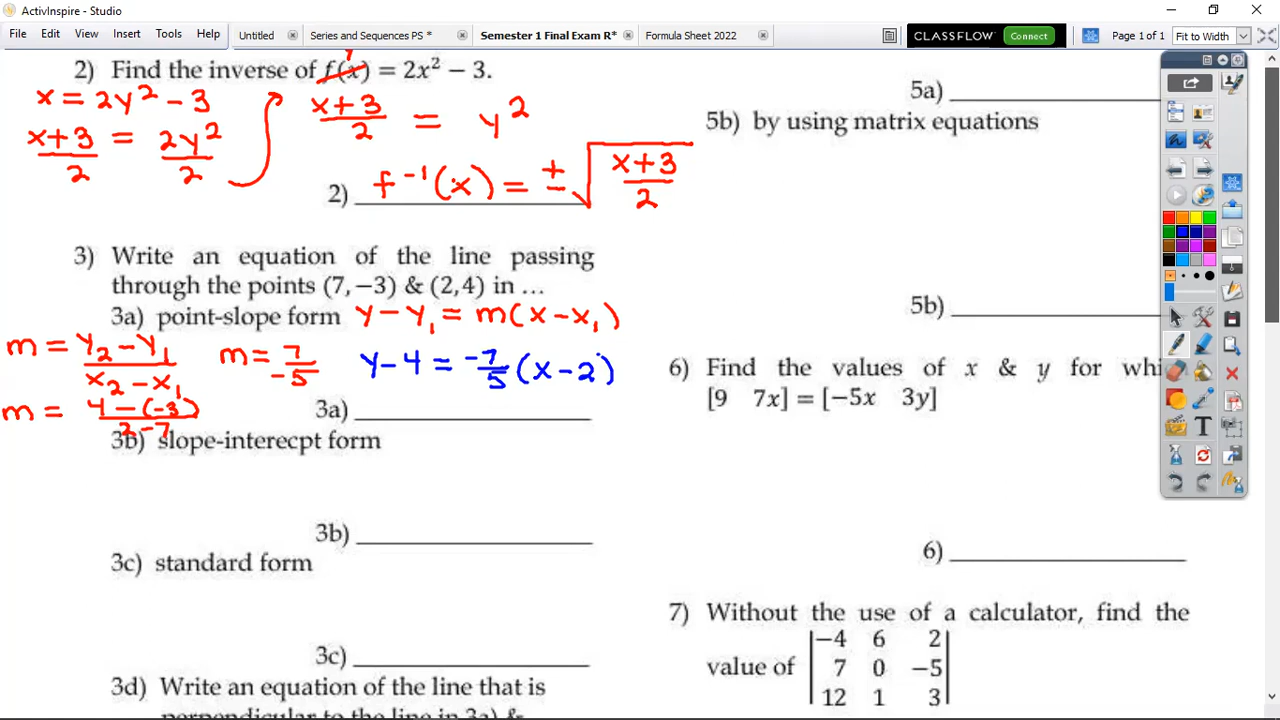 ActivInspire - Studio
File Edit View Insert Tools Help Untitled Series and Sequences PS * Semester 1 Final Exam R* Formula Sheet 2022 CLASSFLOW Connect Page 1 of 1 Fit to Width
2) Find the inverse of f(x) = 2x² − 3.
y
x = 2y² − 3
x+3/2 = 2y²/2
x+3/2 = y²
2) f⁻¹(x) = ±√(x+3/2)
3) Write an equation of the line passing
through the points (7, −3) & (2,4) in …
3a) point-slope form y − y₁ = m(x − x₁)
m = y₂ − y₁/x₂ − x₁ m = 7/−5 y − 4 = −7/5 (x − 2)
m = 4 − (−3)/2 − 7
3a)
3b) slope-interecpt form
3b)
3c) standard form
3c)
3d) Write an equation of the line that is
perpendicular to the line in 3a) &
5a)
5b) by using matrix equations
5b)
6) Find the values of x & y for whi
[9 7x] = [−5x 3y]
6)
7) Without the use of a calculator, find the
value of
|−4 6 2|
|7 0 −5|
|12 1 3|